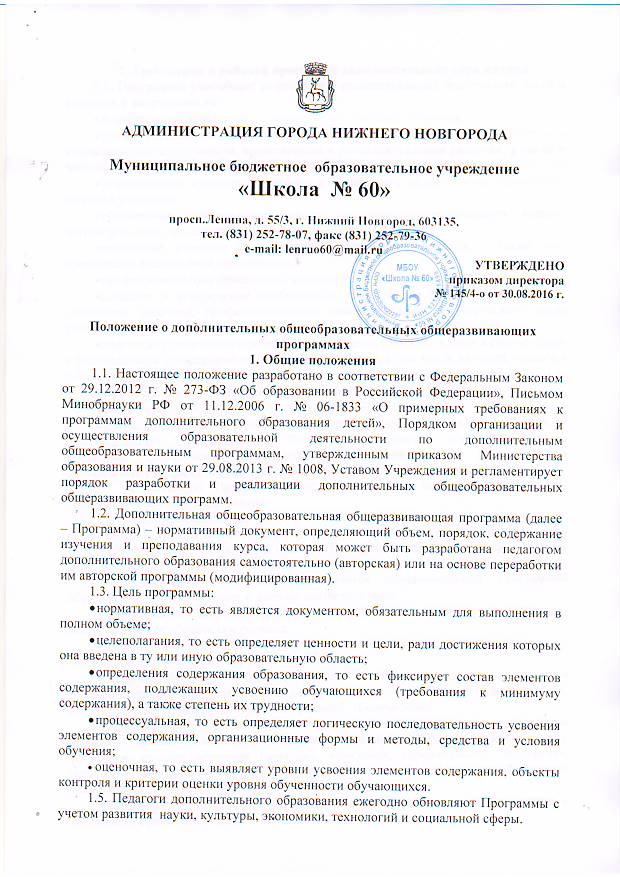 АДМИНИСТРАЦИЯ ГОРОДА НИЖНЕГО НОВГОРОДА
Муниципальное бюджетное образовательное учреждение
«Школа № 60»
просп.Ленина, д. 55/3, г. Нижний Новгород, 603135,
тел. (831) 252-78-07, факс (831) 252-79-36
e-mail: lenruo60@mail.ru
МБОУ
«Школа № 60»
УТВЕРЖДЕНО
приказом директора
№ 145/4-о от 30.08.2016 г.
Положение о дополнительных общеобразовательных общеразвивающих
программах
1. Общие положения
1.1. Настоящее положение разработано в соответствии с Федеральным Законом
от 29.12.2012 г. № 273-ФЗ «Об образовании в Российской Федерации», Письмом
Минобрнауки РФ от 11.12.2006 г. № 06-1833 «О примерных требованиях к
программам дополнительного образования детей», Порядком организации и
осуществления образовательной деятельности по дополнительным
общеобразовательным программам, утвержденным приказом Министерства
образования и науки от 29.08.2013 г. № 1008, Уставом Учреждения и регламентирует
порядок разработки и реализации дополнительных общеобразовательных
общеразвивающих программ.
1.2. Дополнительная общеобразовательная общеразвивающая программа (далее
– Программа) – нормативный документ, определяющий объем, порядок, содержание
изучения и преподавания курса, которая может быть разработана педагогом
дополнительного образования самостоятельно (авторская) или на основе переработки
им авторской программы (модифицированная).
1.3. Цель программы:
•нормативная, то есть является документом, обязательным для выполнения в
полном объеме;
•целеполагания, то есть определяет ценности и цели, ради достижения которых
она введена в ту или иную образовательную область;
•определения содержания образования, то есть фиксирует состав элементов
содержания, подлежащих усвоению обучающихся (требования к минимуму
содержания), а также степень их трудности;
•процессуальная, то есть определяет логическую последовательность усвоения
элементов содержания, организационные формы и методы, средства и условия
обучения;
•оценочная, то есть выявляет уровни усвоения элементов содержания, объекты
контроля и критерии оценки уровня обученности обучающихся.
1.5. Педагоги дополнительного образования ежегодно обновляют Программы с
учетом развития науки, культуры, экономики, технологий и социальной сферы.